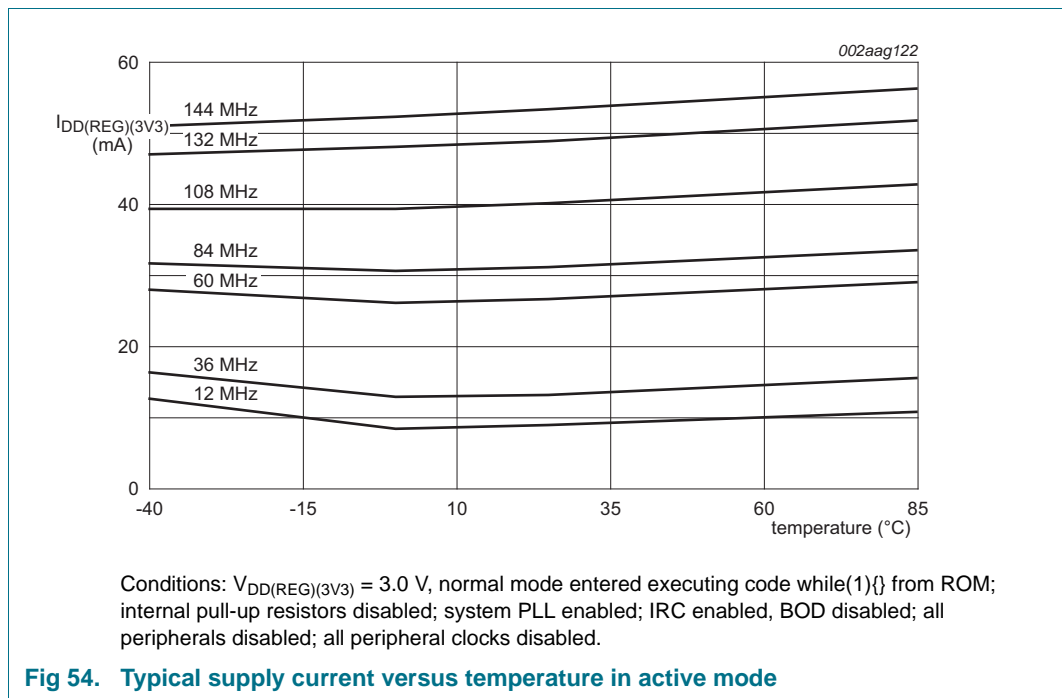 002aag122
60
144 MHz
I_DD(REG)(3V3)
(mA)
132 MHz
108 MHz
40
84 MHz
60 MHz
20
36 MHz
12 MHz
0
-40 -15 10 35 60 85
temperature (°C)
Conditions: V_DD(REG)(3V3) = 3.0 V, normal mode entered executing code while(1){} from ROM;
internal pull-up resistors disabled; system PLL enabled; IRC enabled, BOD disabled; all
peripherals disabled; all peripheral clocks disabled.
Fig 54. Typical supply current versus temperature in active mode